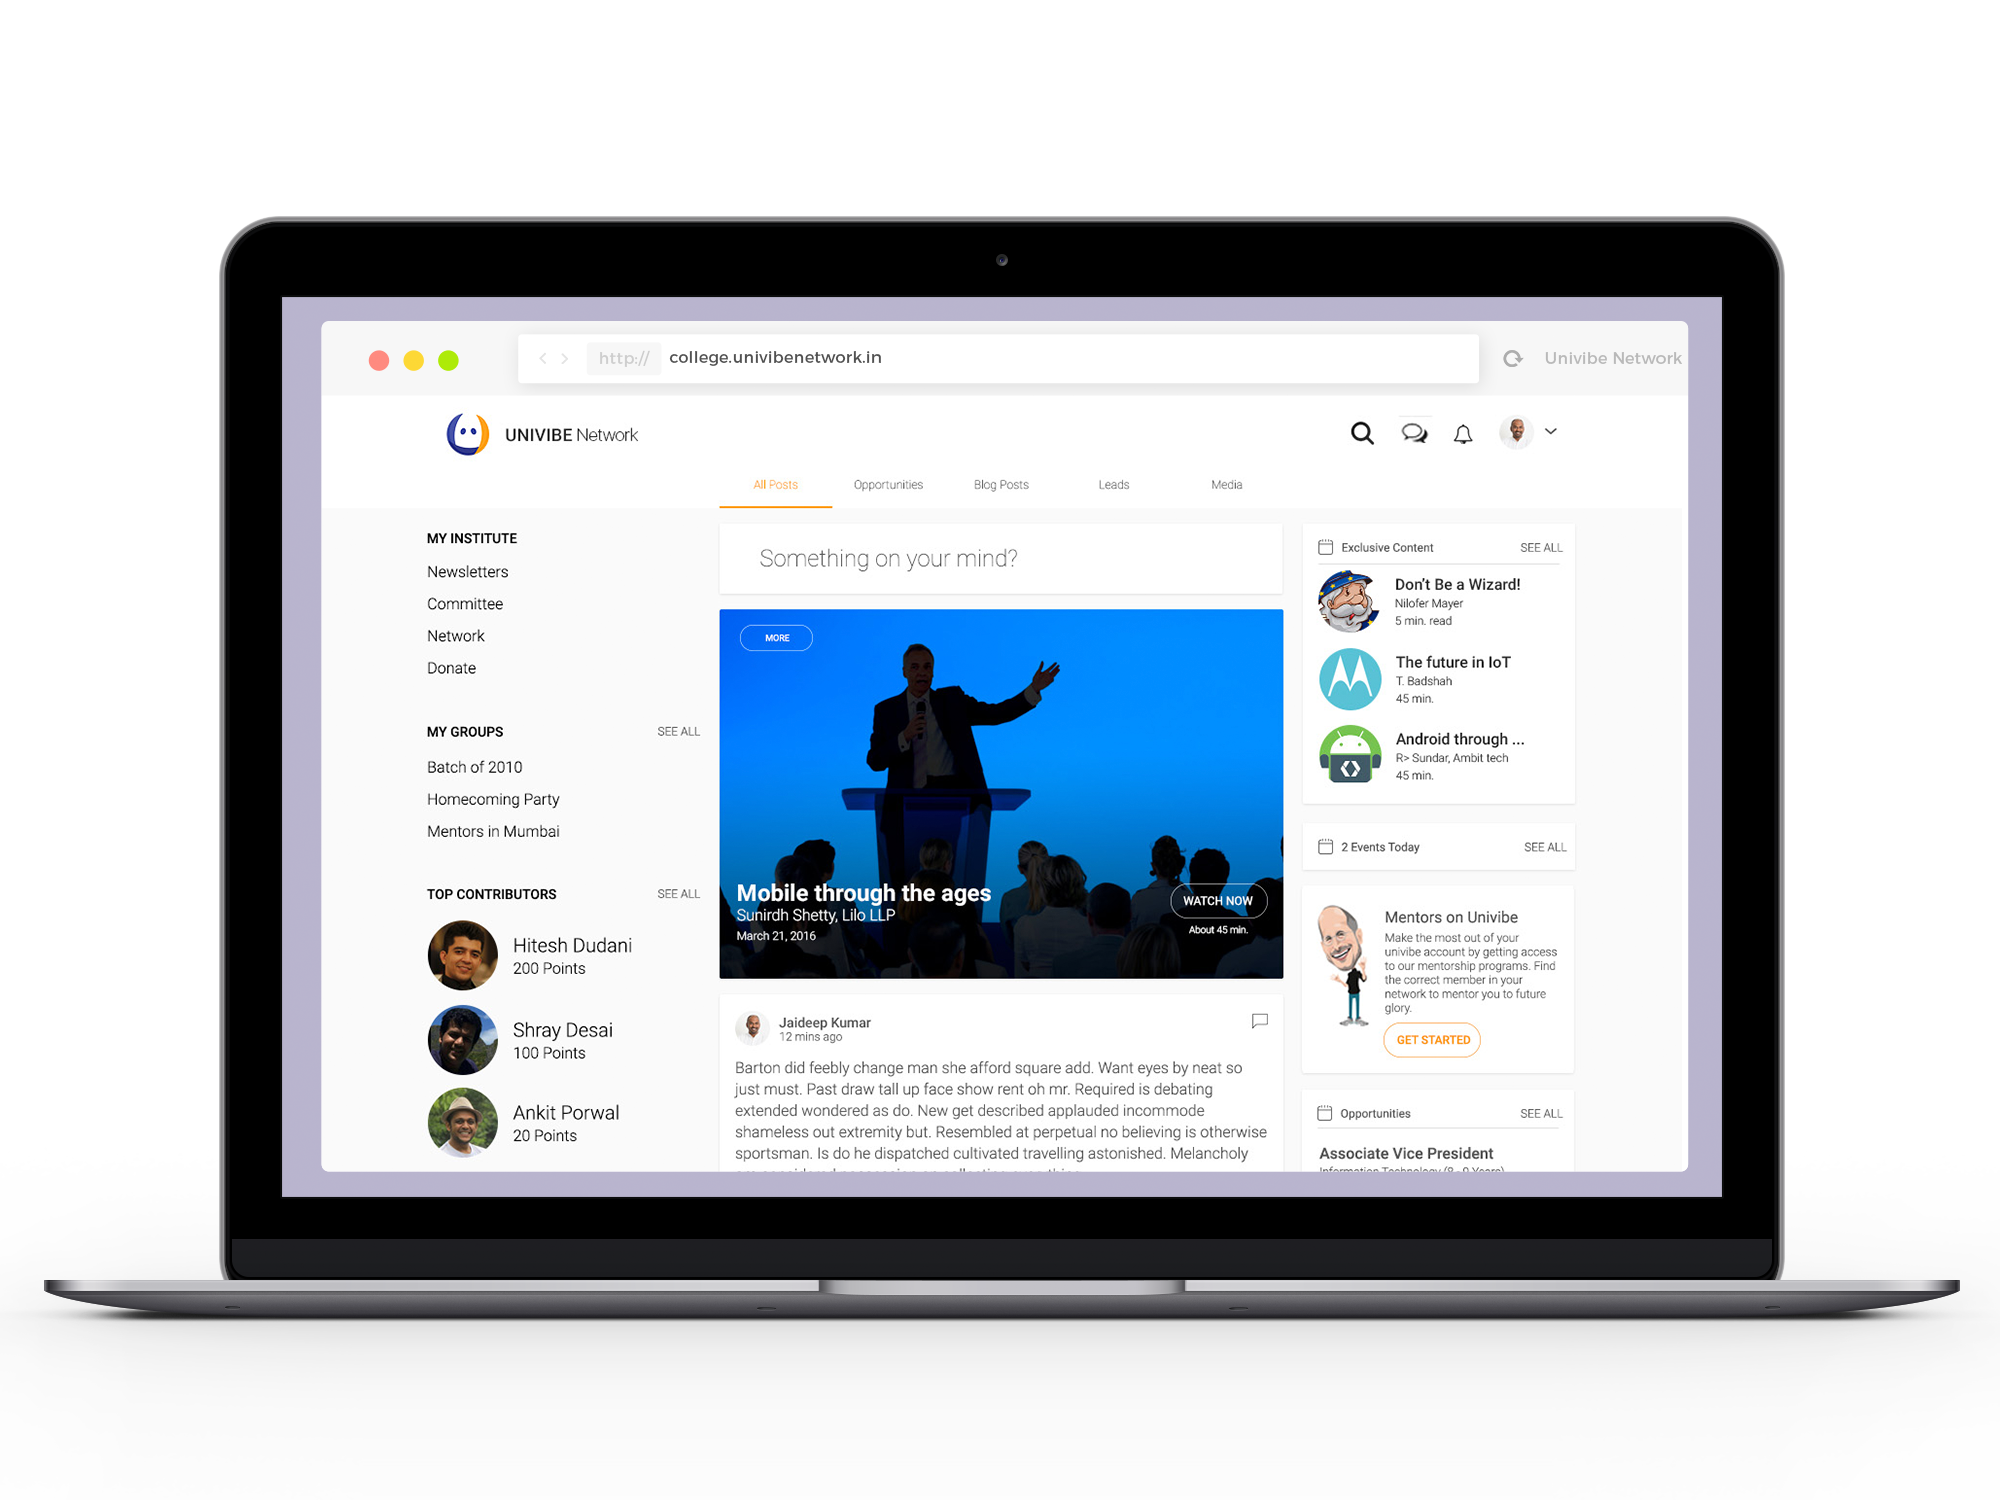 http://
college.univibenetwork.in
Univibe Network
UNIVIBE Network
All Posts
Opportunities
Blog Posts
Leads
Media
MY INSTITUTE
Newsletters
Committee
Network
Donate
MY GROUPS
SEE ALL
Batch of 2010
Homecoming Party
Mentors in Mumbai
TOP CONTRIBUTORS
SEE ALL
Hitesh Dudani
200 Points
Shray Desai
100 Points
Ankit Porwal
20 Points
Something on your mind?
MORE
Mobile through the ages
Sunirdh Shetty, Lilo LLP
March 21, 2016
WATCH NOW
About 45 min.
Jaideep Kumar
12 mins ago
Barton did feebly change man she afford square add. Want eyes by neat so
just must. Past draw tall up face show rent oh mr. Required is debating
extended wondered as do. New get described applauded incommode
shameless out extremity but. Resembled at perpetual no believing is otherwise
sportsman. Is do he dispatched cultivated travelling astonished. Melancholy
Exclusive Content
SEE ALL
Don't Be a Wizard!
Nilofer Mayer
5 min. read
The future in IoT
T. Badshah
45 min.
Android through ...
R> Sundar, Ambit tech
45 min.
2 Events Today
SEE ALL
Mentors on Univibe
Make the most out of your
univibe account by getting access
to our mentorship programs. Find
the correct member in your
network to mentor you to future
glory.
GET STARTED
Opportunities
SEE ALL
Associate Vice President
Information Technology (8 - 9 Years)